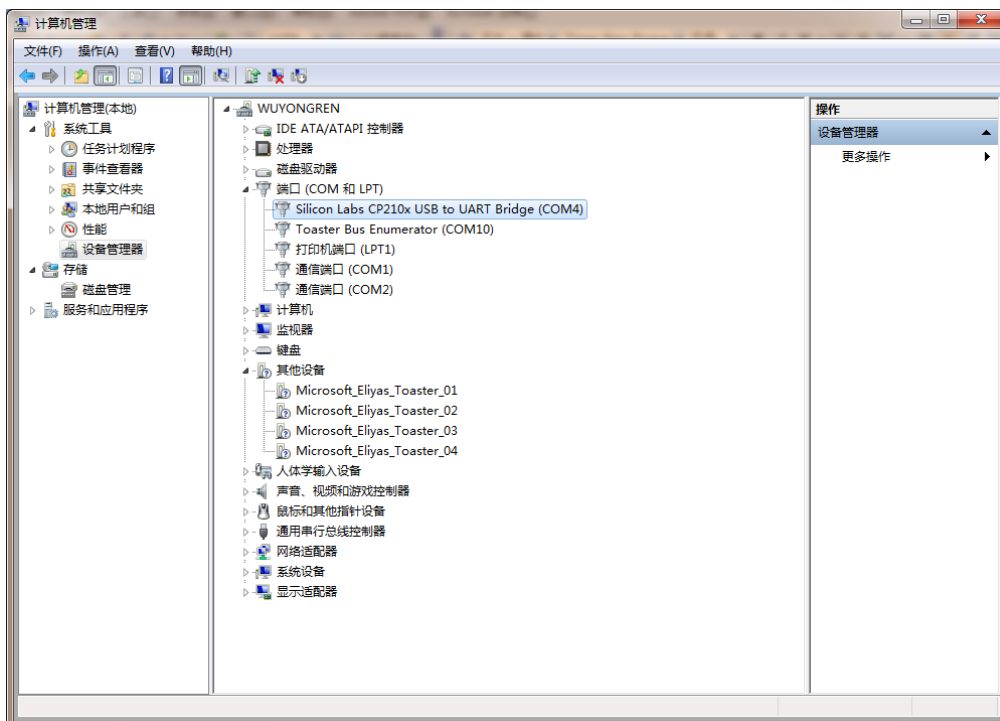 计算机管理
文件(F) 操作(A) 查看(V) 帮助(H)
计算机管理(本地)
系统工具
任务计划程序
事件查看器
共享文件夹
本地用户和组
性能
设备管理器
存储
磁盘管理
服务和应用程序
WUYONGREN
IDE ATA/ATAPI 控制器
处理器
磁盘驱动器
端口 (COM 和 LPT)
Silicon Labs CP210x USB to UART Bridge (COM4)
Toaster Bus Enumerator (COM10)
打印机端口 (LPT1)
通信端口 (COM1)
通信端口 (COM2)
计算机
监视器
键盘
其他设备
Microsoft_Eliyas_Toaster_01
Microsoft_Eliyas_Toaster_02
Microsoft_Eliyas_Toaster_03
Microsoft_Eliyas_Toaster_04
人体学输入设备
声音、视频和游戏控制器
鼠标和其他指针设备
通用串行总线控制器
网络适配器
系统设备
显示适配器
操作
设备管理器
更多操作